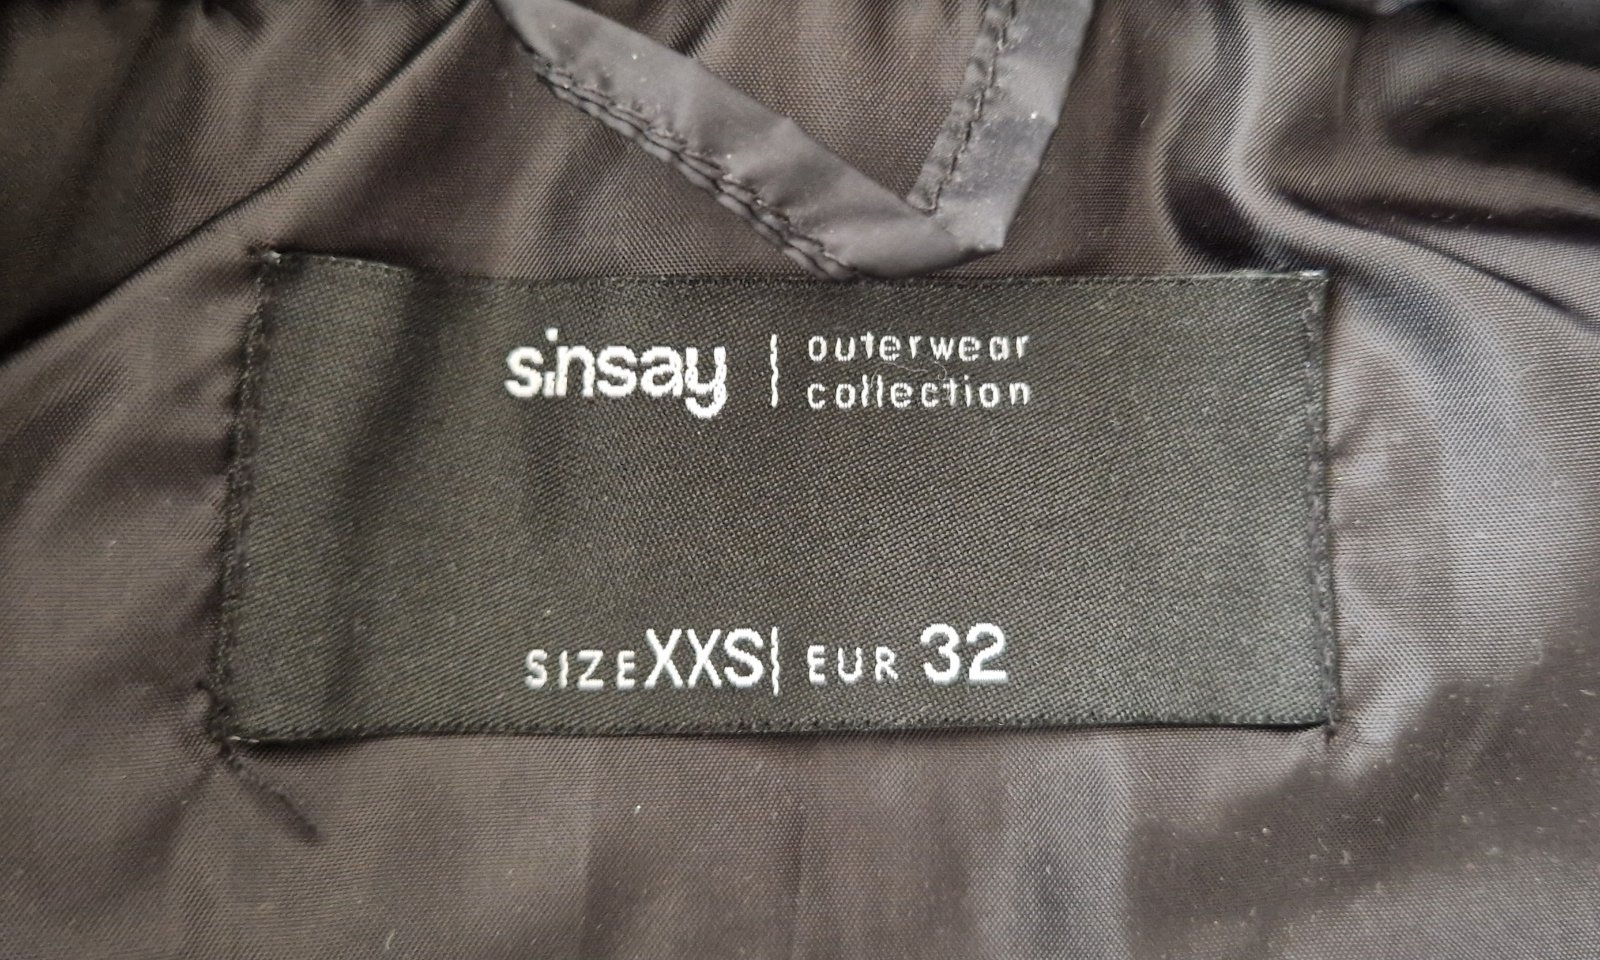 sinsay | outerwear
collection
SIZE XXS | EUR 32